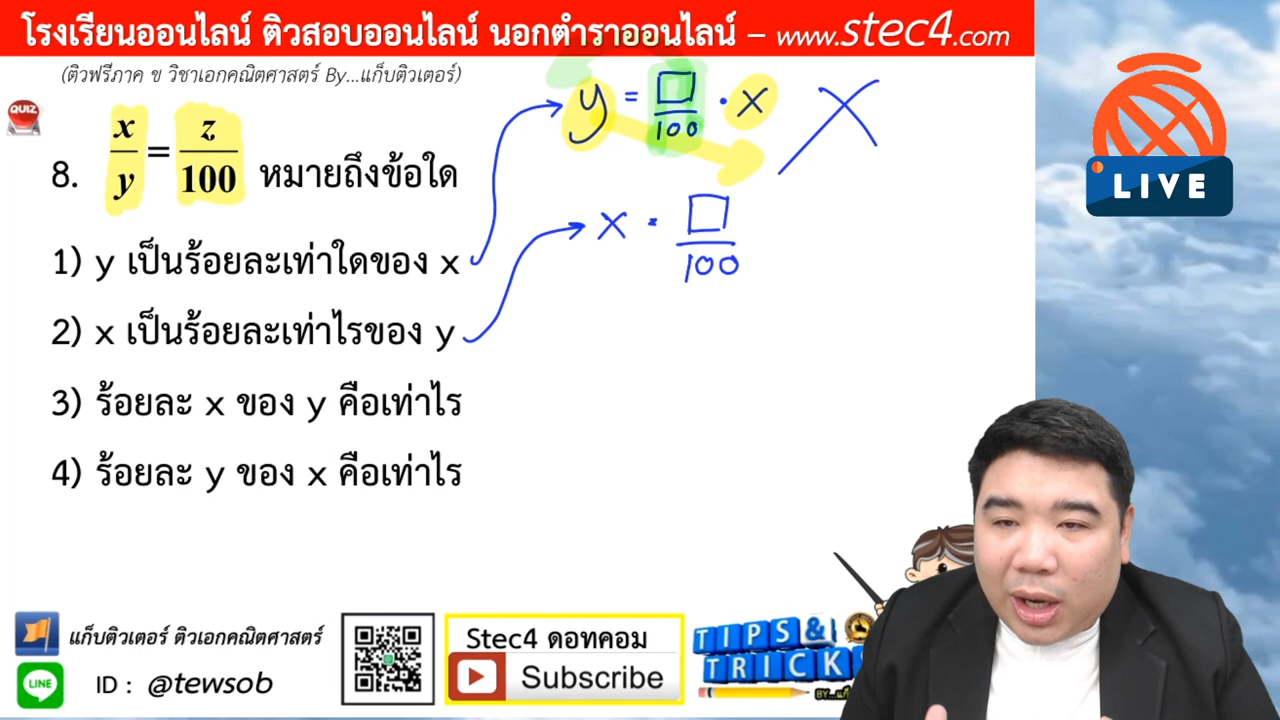 โรงเรียนออนไลน์ ติวสอบออนไลน์ นอกตำราออนไลน์ – www.stec4.com
(ติวฟรีภาค ข วิชาเอกคณิตศาสตร์ By...แก็บติวเตอร์)
QUIZ
8. x/y = z/100 หมายถึงข้อใด
y = □/100 · x
LIVE
1) y เป็นร้อยละเท่าใดของ x
x = □/100
2) x เป็นร้อยละเท่าไรของ y
3) ร้อยละ x ของ y คือเท่าไร
4) ร้อยละ y ของ x คือเท่าไร
แก็บติวเตอร์ ติวเอกคณิตศาสตร์
LINE
ID : @tewsob
Stec4 ดอทคอม
Subscribe
TIPS &
TRICK